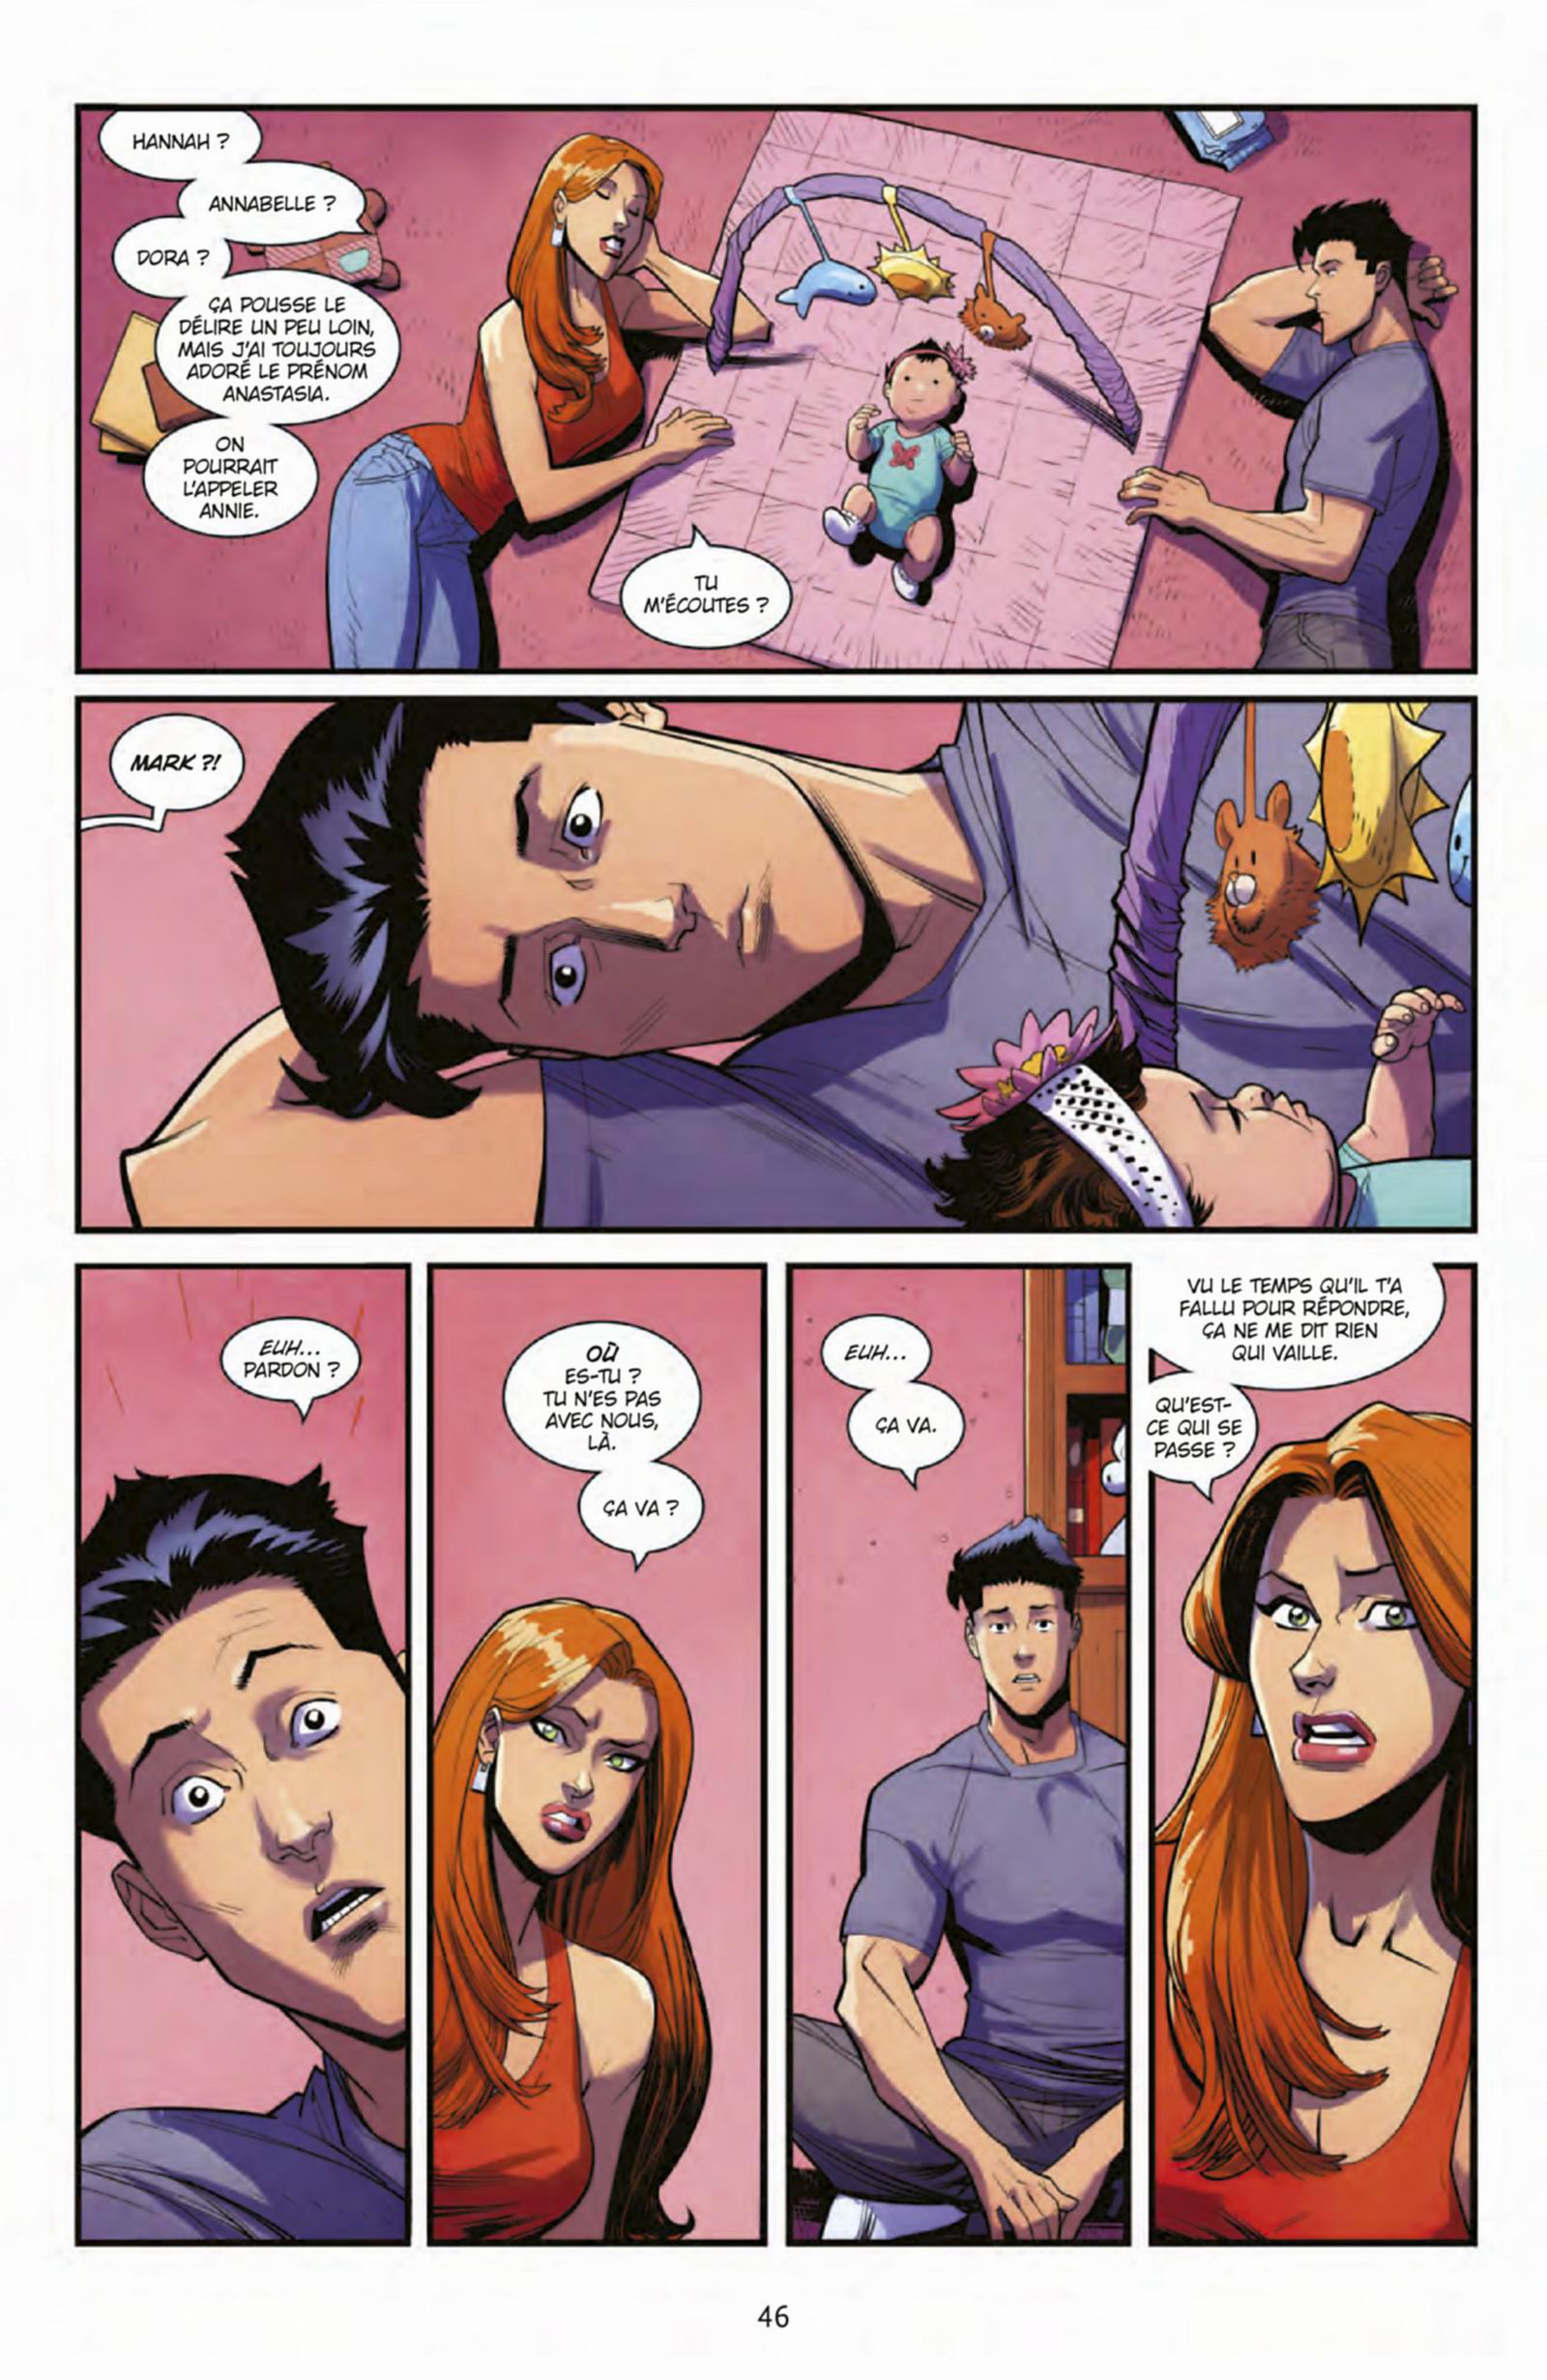 HANNAH ?
ANNABELLE ?
DORA ?
ÇA POUSSE LE
DÉLIRE UN PEU LOIN,
MAIS J'AI TOUJOURS
ADORÉ LE PRÉNOM
ANASTASIA.
ON
POURRAIT
L'APPELER
ANNIE.
TU
M'ÉCOUTES ?
MARK ?!
EUH...
PARDON ?
OÙ
ES-TU ?
TU N'ES PAS
AVEC NOUS,
LÀ.
ÇA VA ?
EUH...
ÇA VA.
VU LE TEMPS QU'IL T'A
FALLU POUR RÉPONDRE,
ÇA NE ME DIT RIEN
QUI VAILLE.
QU'EST-
CE QUI SE
PASSE ?
46